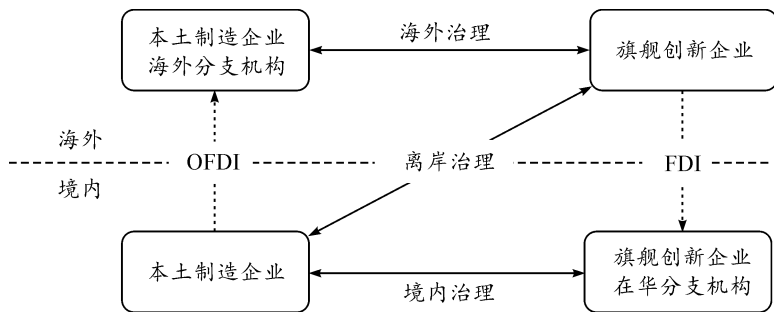 本土制造企业
海外分支机构
海外治理
旗舰创新企业
海外
OFDI
离岸治理
FDI
境内
本土制造企业
境内治理
旗舰创新企业
在华分支机构